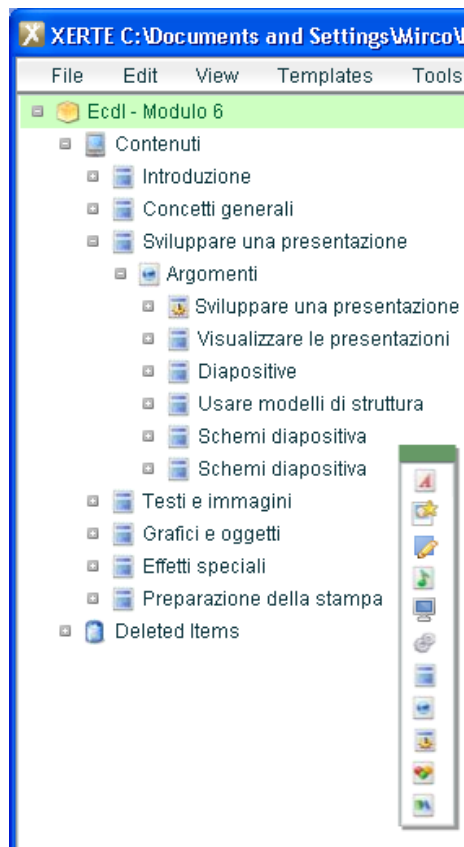 XERTE C:\Documents and Settings\Mirco\
File Edit View Templates Tools
Ecdl - Modulo 6
Contenuti
Introduzione
Concetti generali
Sviluppare una presentazione
Argomenti
Sviluppare una presentazione
Visualizzare le presentazioni
Diapositive
Usare modelli di struttura
Schemi diapositiva
Schemi diapositiva
Testi e immagini
Grafici e oggetti
Effetti speciali
Preparazione della stampa
Deleted Items